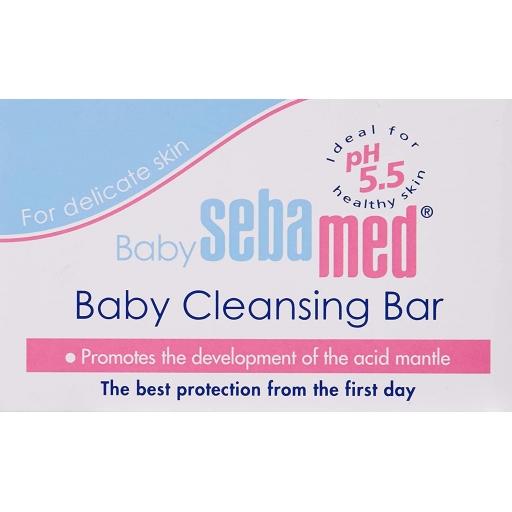 For delicate skin
Ideal for
pH
5.5
healthy skin
Baby sebamed®
Baby Cleansing Bar
• Promotes the development of the acid mantle
The best protection from the first day